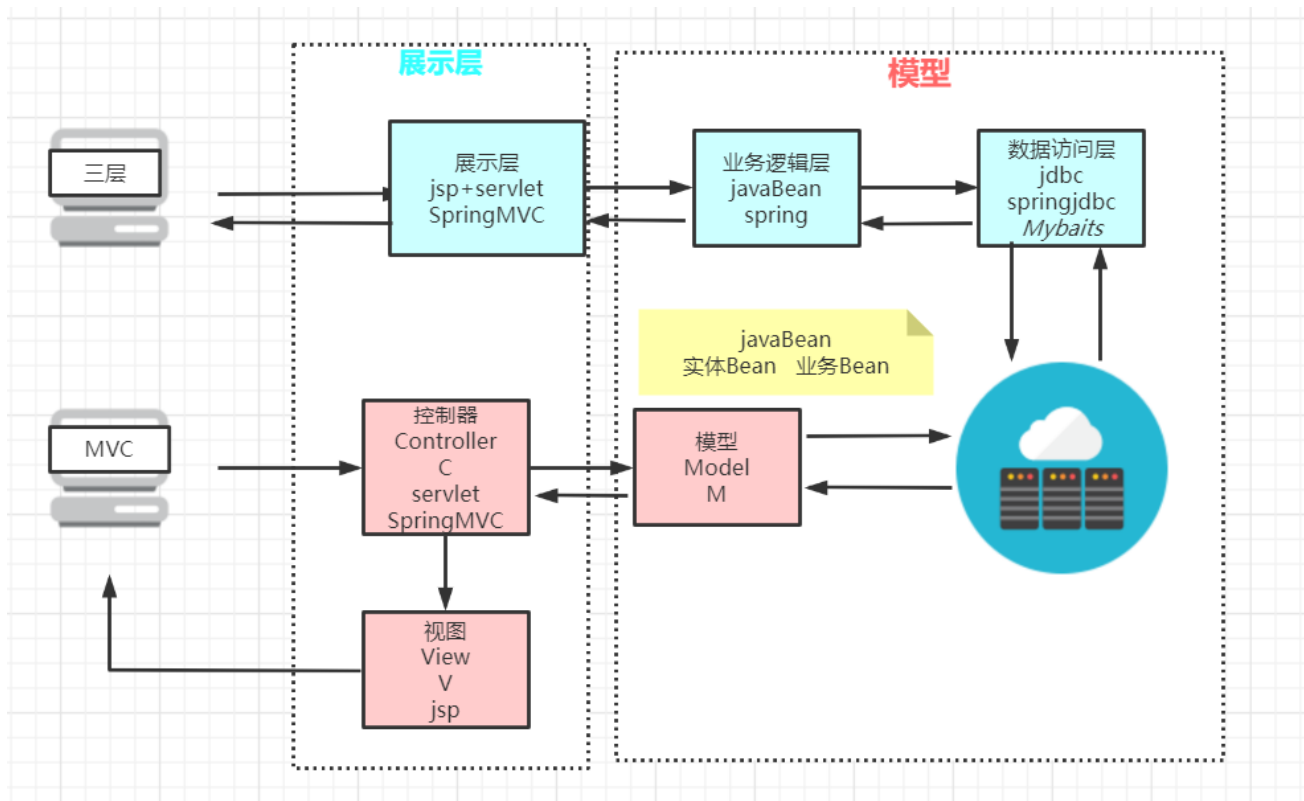 展示层
模型
三层
展示层
jsp+servlet
SpringMVC
业务逻辑层
javaBean
spring
数据访问层
jdbc
springjdbc
Mybaits
javaBean
实体Bean 业务Bean
MVC
控制器
Controller
C
servlet
SpringMVC
模型
Model
M
视图
View
V
jsp